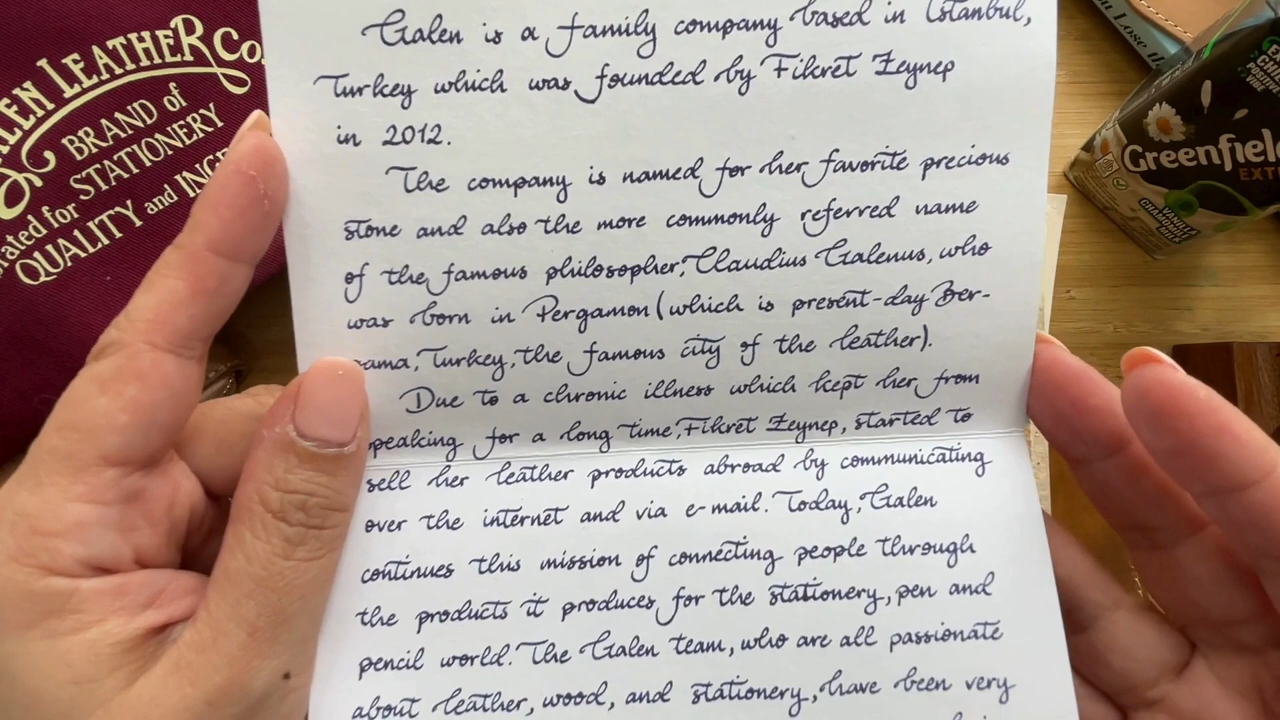 Galen is a family company based in Istanbul,
Turkey which was founded by Fikret Zeynep
in 2012.
The company is named for her favorite precious
stone and also the more commonly referred name
of the famous philosopher, Claudius Galenus, who
was born in Pergamon (which is present-day Ber-
gama, Turkey, the famous city of the leather).
Due to a chronic illness which kept her from
speaking for a long time, Fikret Zeynep, started to
sell her leather products abroad by communicating
over the internet and via e-mail. Today, Galen
continues this mission of connecting people through
the products it produces for the stationery, pen and
pencil world. The Galen team, who are all passionate
about leather, wood, and stationery, have been very
LEATHER Co.
BRAND of
STATIONERY
for
QUALITY and
Lose
Greenfield
EXTRA
VANILLA
CHAMOMILE
MILK